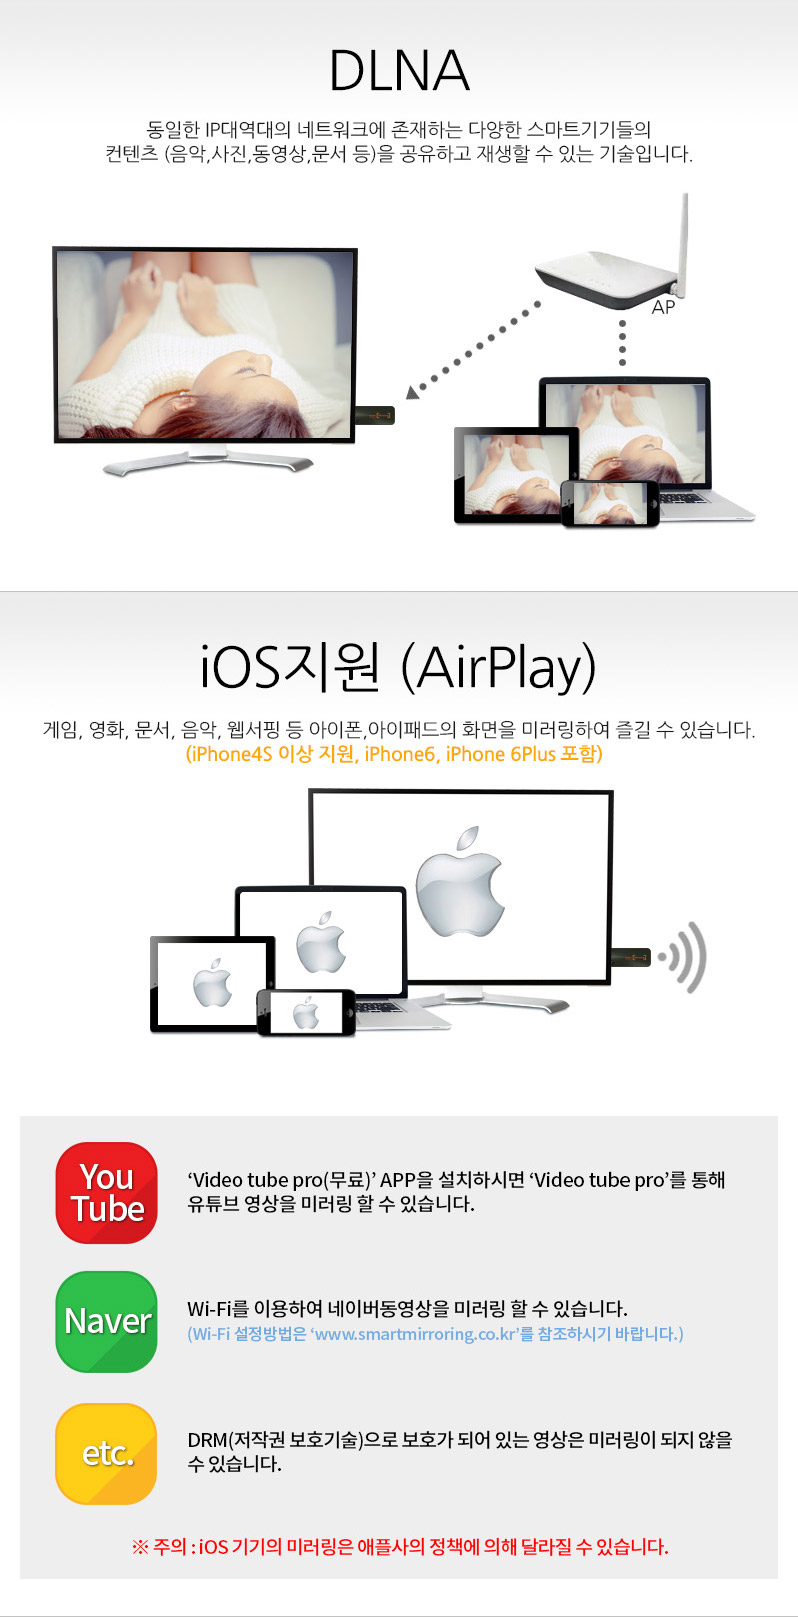 DLNA
동일한 IP대역대의 네트워크에 존재하는 다양한 스마트기기들의
컨텐츠 (음악,사진,동영상,문서 등)을 공유하고 재생할 수 있는 기술입니다.
AP
iOS지원 (AirPlay)
게임, 영화, 문서, 음악, 웹서핑 등 아이폰,아이패드의 화면을 미러링하여 즐길 수 있습니다.
(iPhone4S 이상 지원, iPhone6, iPhone 6Plus 포함)
You
Tube
‘Video tube pro(무료)’ APP을 설치하시면 ‘Video tube pro’를 통해
유튜브 영상을 미러링 할 수 있습니다.
Naver
Wi-Fi를 이용하여 네이버동영상을 미러링 할 수 있습니다.
(Wi-Fi 설정방법은 ‘www.smartmirroring.co.kr’를 참조하시기 바랍니다.)
etc.
DRM(저작권 보호기술)으로 보호가 되어 있는 영상은 미러링이 되지 않을
수 있습니다.
※ 주의 : iOS 기기의 미러링은 애플사의 정책에 의해 달라질 수 있습니다.